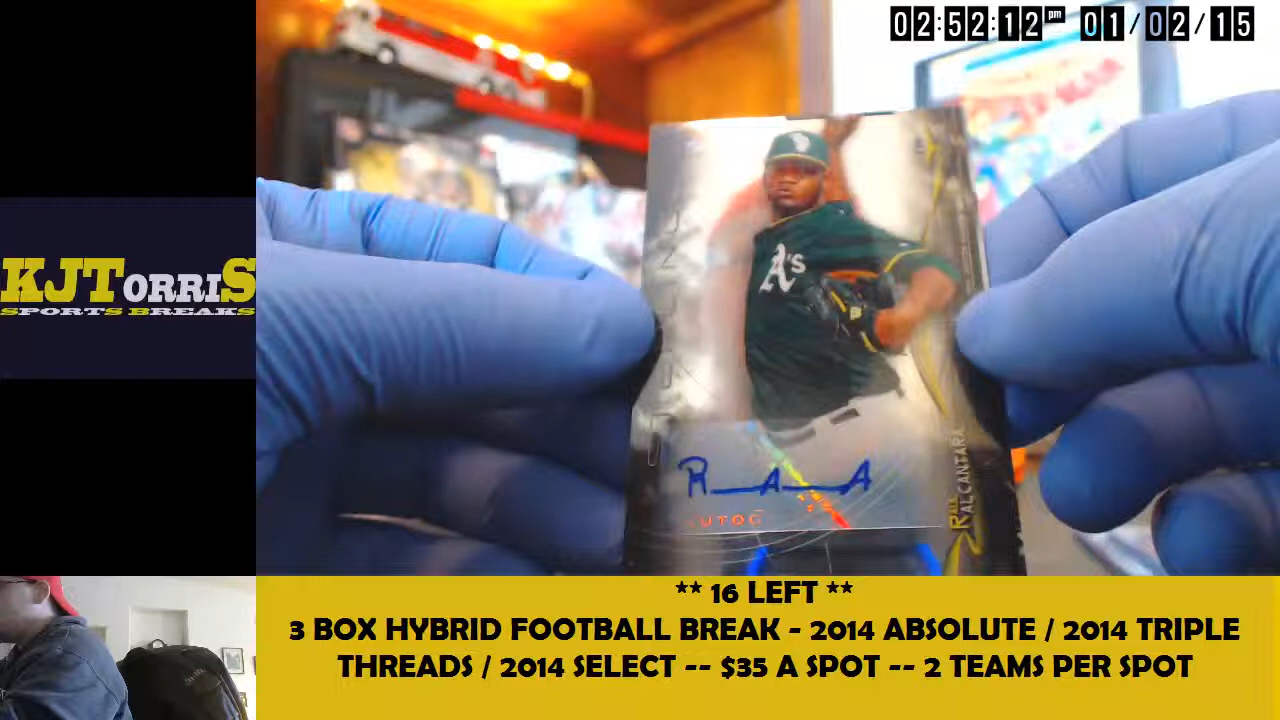 02:52:12 pm 01/02/15
A's
KJTORRIS
SPORTS BREAKS
RAUL
ALCANTARA
** 16 LEFT **
3 BOX HYBRID FOOTBALL BREAK - 2014 ABSOLUTE / 2014 TRIPLE
THREADS / 2014 SELECT -- $35 A SPOT -- 2 TEAMS PER SPOT